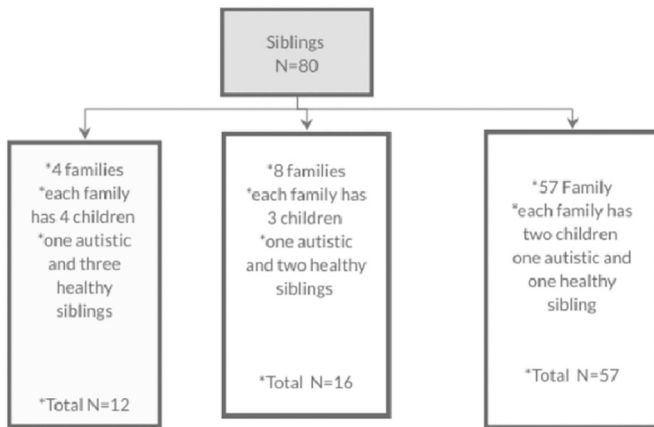 Siblings
N=80
*4 families
*each family
has 4 children
*one autistic
and three
healthy
siblings
*Total N=12
*8 families
*each family has
3 children
*one autistic
and two healthy
siblings
*Total N=16
*57 Family
*each family has
two children
one autistic and
one healthy
sibling
*Total N=57